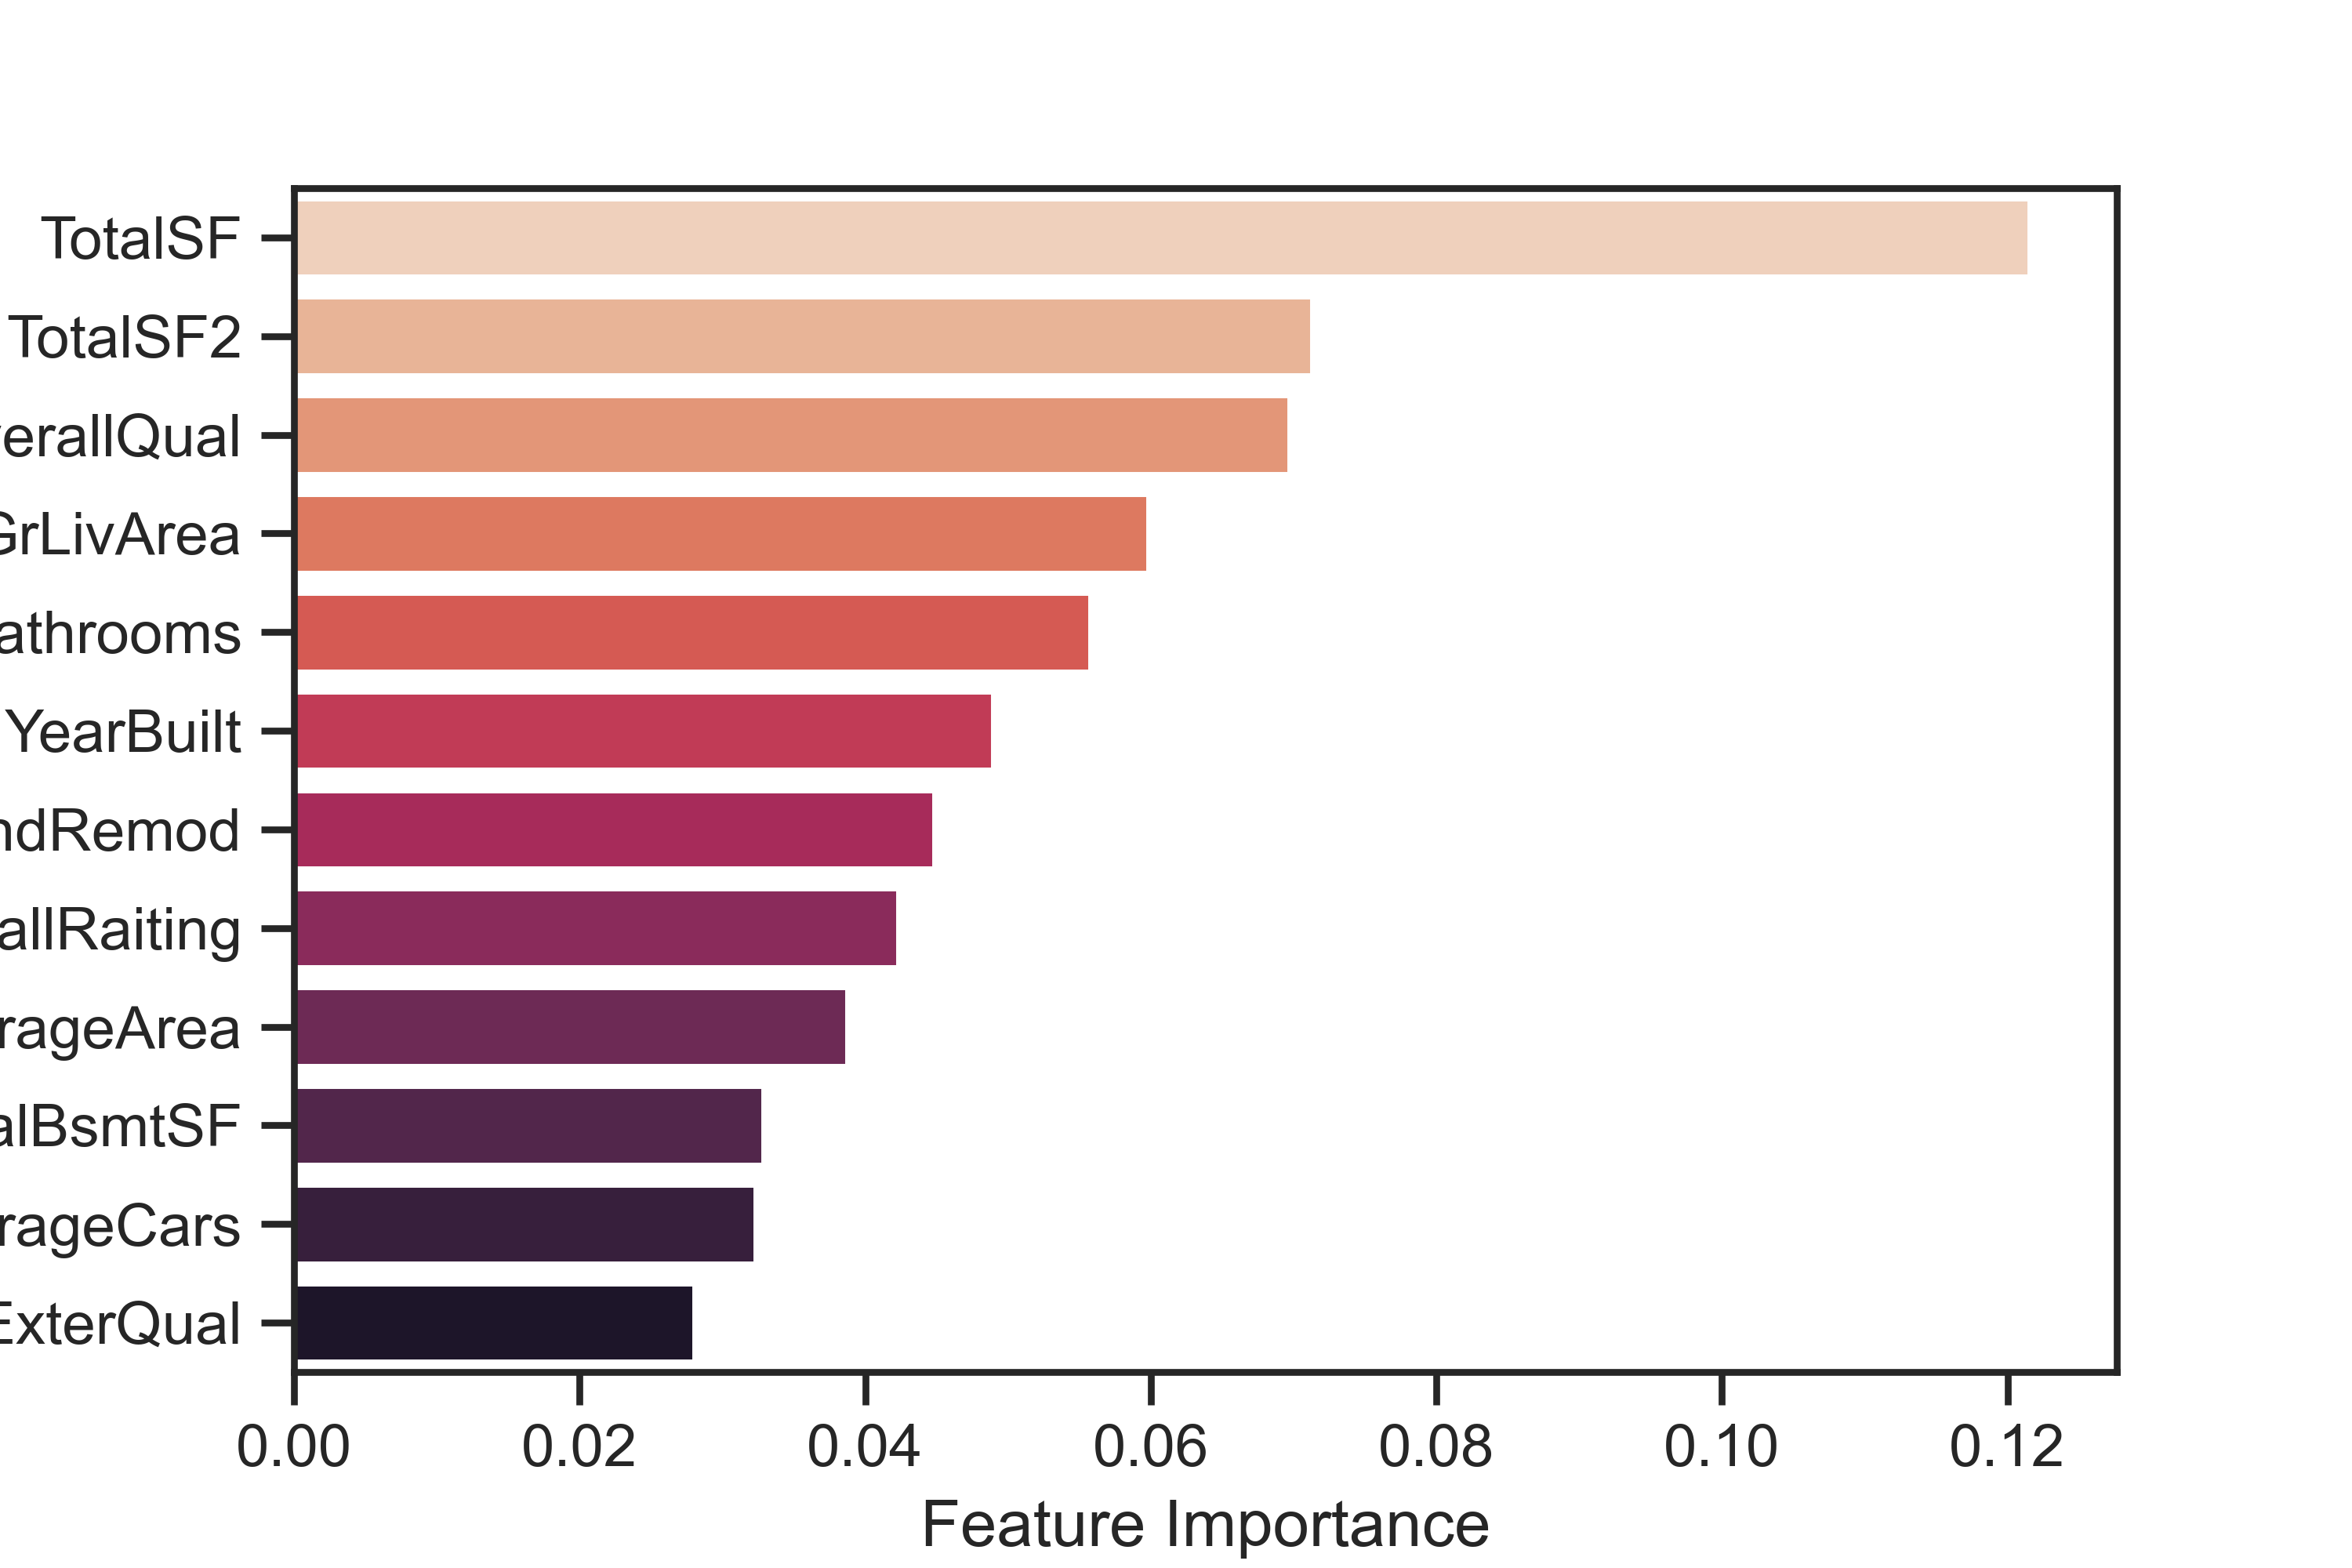 TotalSF
TotalSF2
verallQual
GrLivArea
athrooms
YearBuilt
ndRemod
allRaiting
rageArea
alBsmtSF
rageCars
ExterQual
0.00 0.02 0.04 0.06 0.08 0.10 0.12
Feature Importance